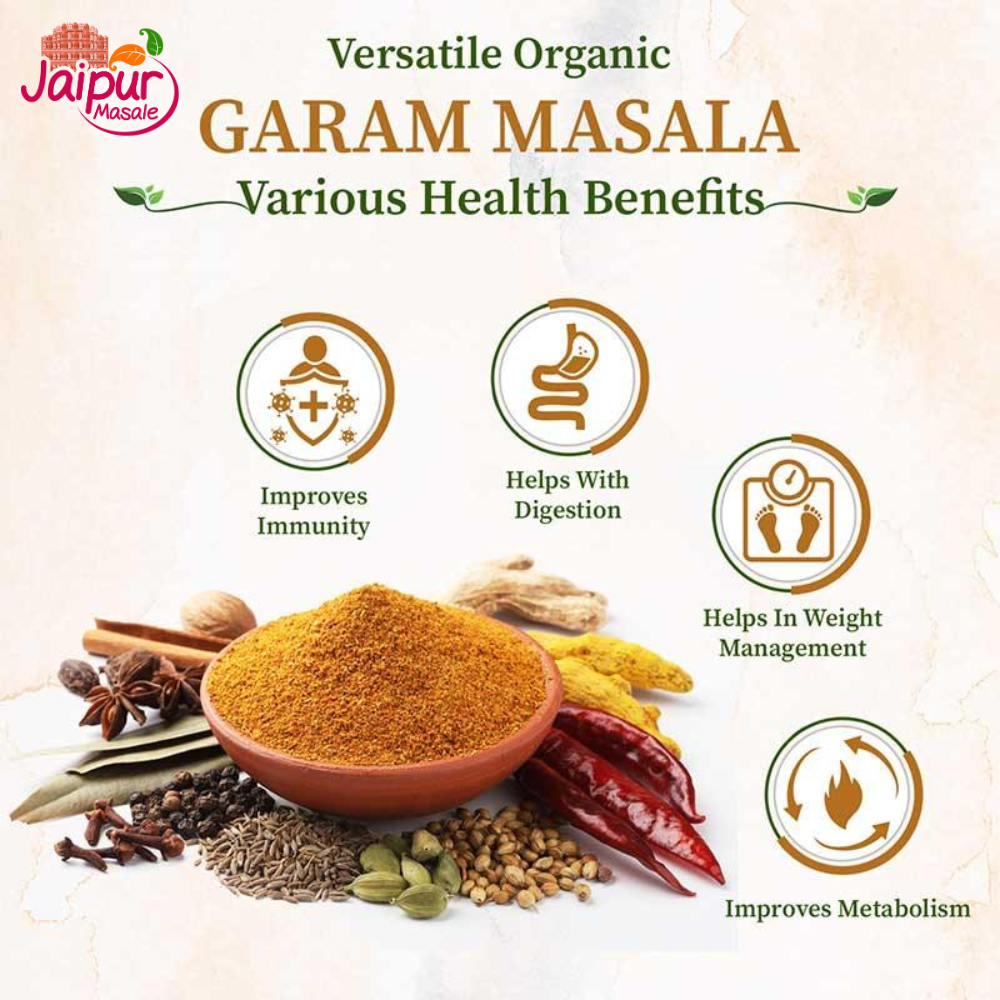 Jaipur
Masale
Versatile Organic
GARAM MASALA
Various Health Benefits
Improves
Immunity
Helps With
Digestion
Helps In Weight
Management
Improves Metabolism